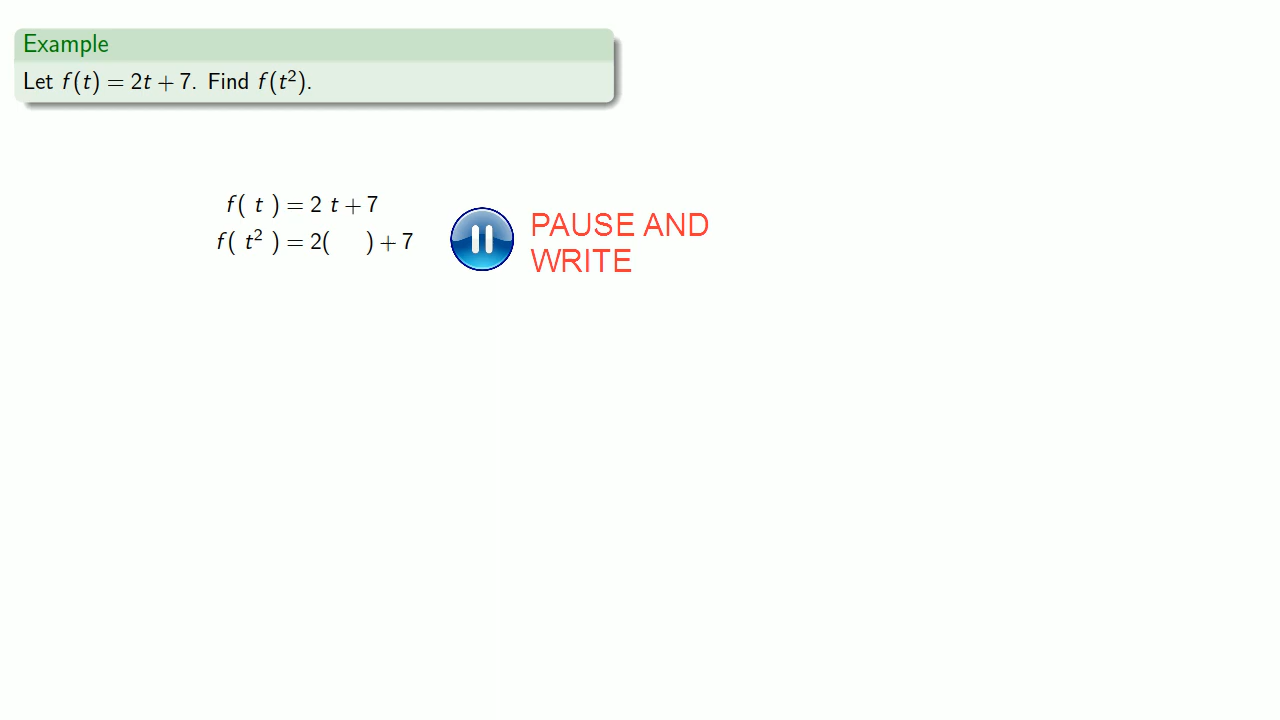 Example
Let f(t) = 2t + 7. Find f(t²).
f( t ) = 2 t + 7
f( t² ) = 2(   ) + 7
PAUSE AND
WRITE